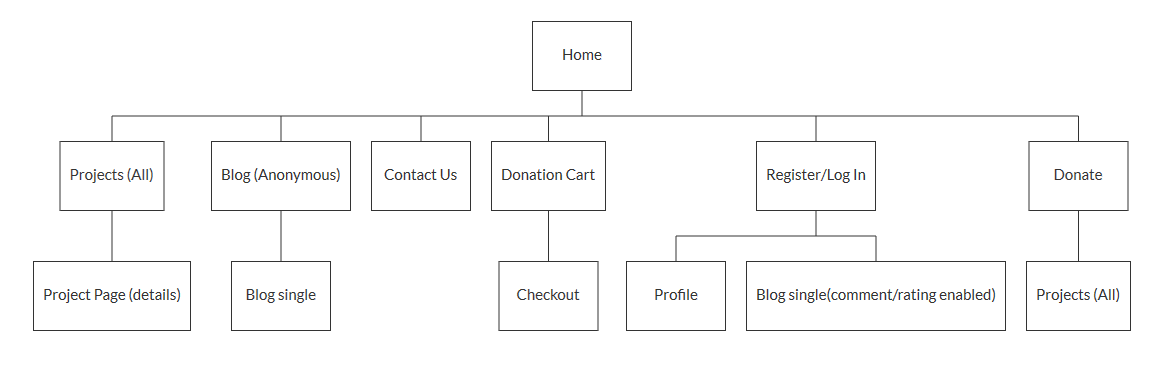 Home
Projects (All)
Blog (Anonymous)
Contact Us
Donation Cart
Register/Log In
Donate
Project Page (details)
Blog single
Checkout
Profile
Blog single(comment/rating enabled)
Projects (All)